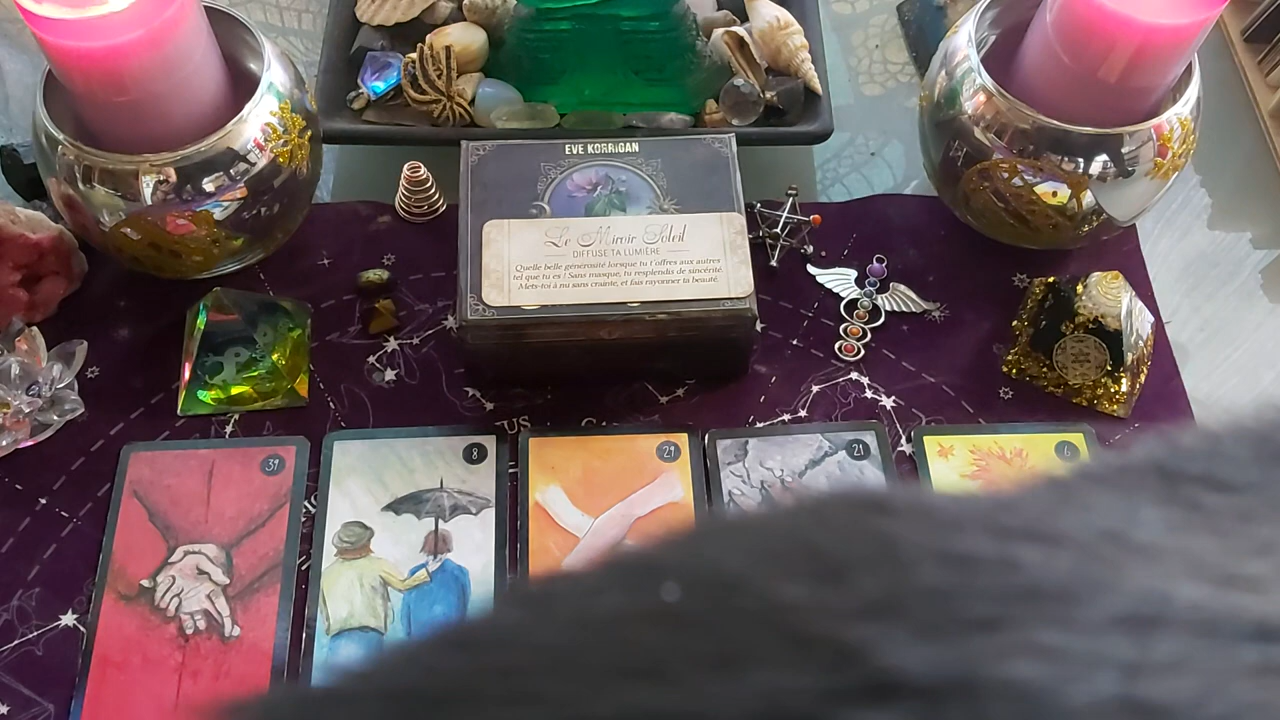 EVE KORRIGAN
Le Miroir Soleil
DIFFUSE TA LUMIÈRE
Quelle belle générosité lorsque tu t'offres aux autres
tel que tu es ! Sans masque, tu resplendis de sincérité.
Mets-toi à nu sans crainte, et fais rayonner ta beauté.
39
8
29
21
6